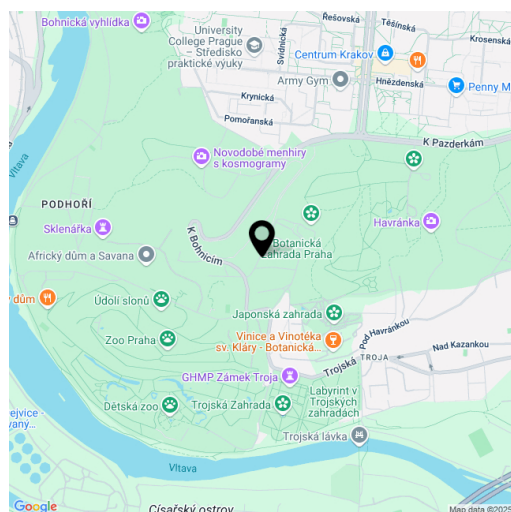 Bohnická vyhlídka
Řešovská
Těšínská
University
College Prague
– Středisko
praktické výuky
Svídnická
Krosenská
Centrum Krakov
Hnězdenská
Army Gym
Penny M
Krynická
Pomořanská
K Pazderkám
Vltava
Novodobé menhiry
s kosmogramy
PODHOŘÍ
Sklenářka
Havránka
K Bohnicím
Botanická
zahrada Praha
Africký dům a Savana
dům
Údolí slonů
Japonská zahrada
Zoo Praha
Vinice a Vinotéka
sv. Kláry - Botanická...
Pod Havránkou
Nad Kazankou
TROJA
Trojská
GHMP Zámek Troja
Dětská zoo
Trojská Zahrada
Labyrint v
Trojských
zahradách
Trojská lávka
Vltava
Císařský ostrov
Google
Map data ©2025